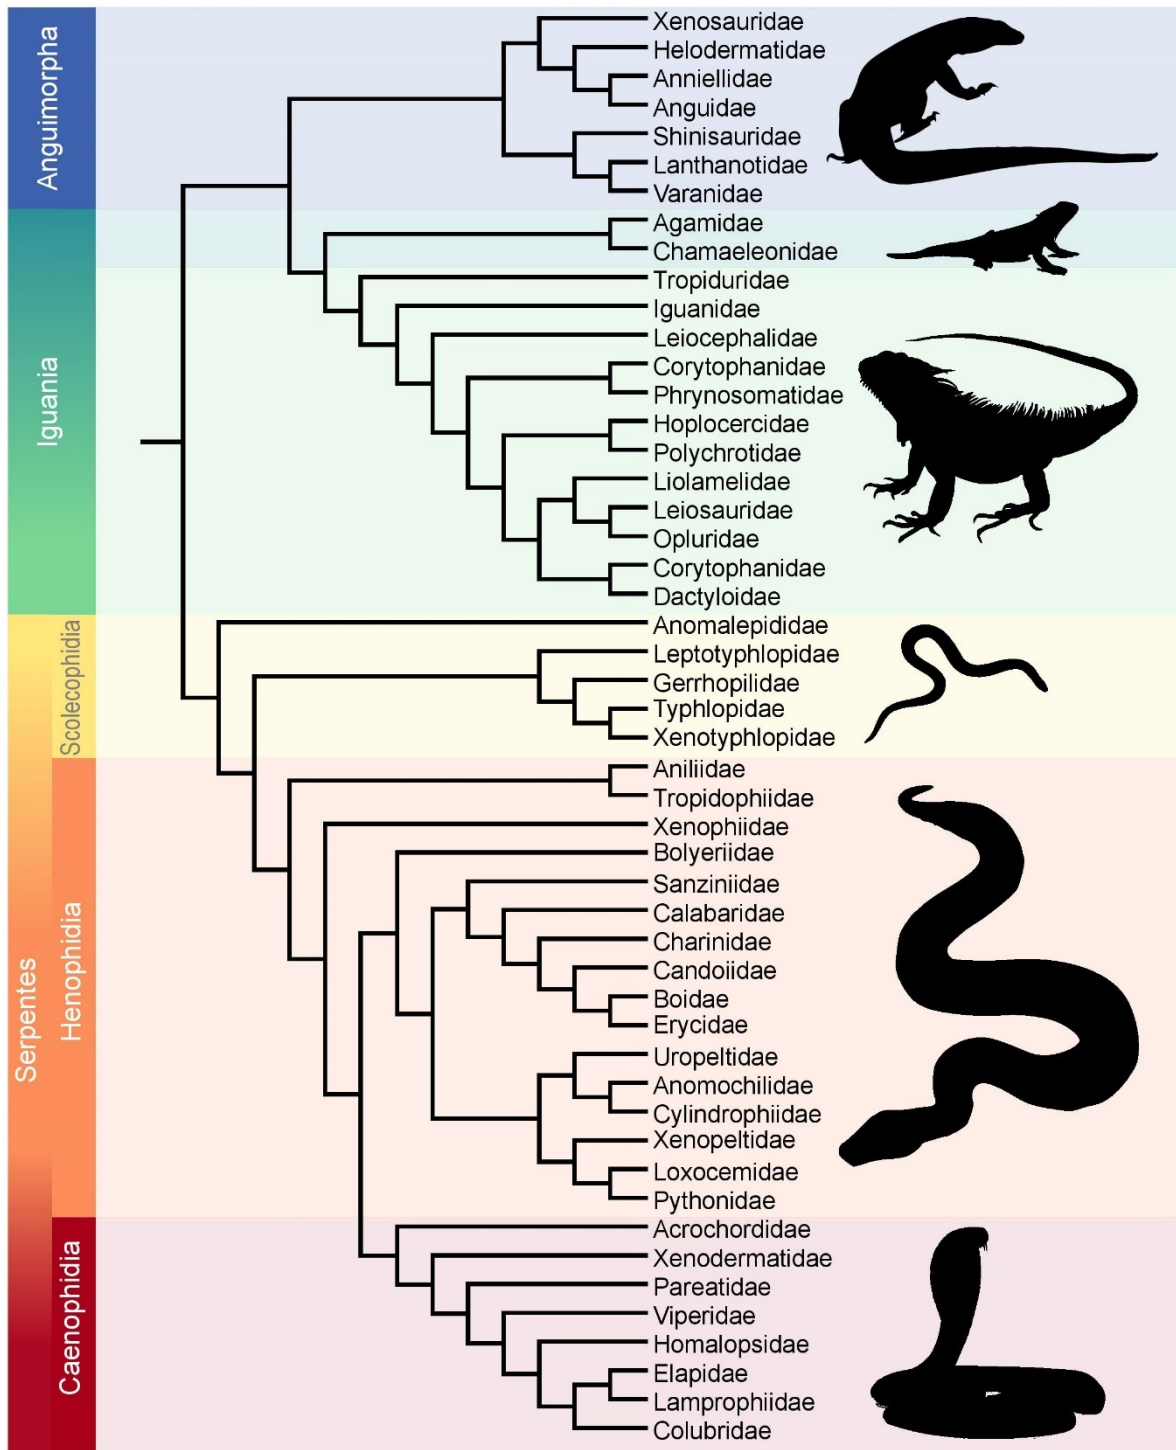 Anguimorpha
Iguania
Serpentes
Scolecophidia
Henophidia
Caenophidia
Xenosauridae
Helodermatidae
Anniellidae
Anguidae
Shinisauridae
Lanthanotidae
Varanidae
Agamidae
Chamaeleonidae
Tropiduridae
Iguanidae
Leiocephalidae
Corytophanidae
Phrynosomatidae
Hoplocercidae
Polychrotidae
Liolamelidae
Leiosauridae
Opluridae
Corytophanidae
Dactyloidae
Anomalepididae
Leptotyphlopidae
Gerrhopilidae
Typhlopidae
Xenotyphlopidae
Aniliidae
Tropidophiidae
Xenophiidae
Bolyeriidae
Sanziniidae
Calabaridae
Charinidae
Candoiidae
Boidae
Erycidae
Uropeltidae
Anomochilidae
Cylindrophiidae
Xenopeltidae
Loxocemidae
Pythonidae
Acrochordidae
Xenodermatidae
Pareatidae
Viperidae
Homalopsidae
Elapidae
Lamprophiidae
Colubridae